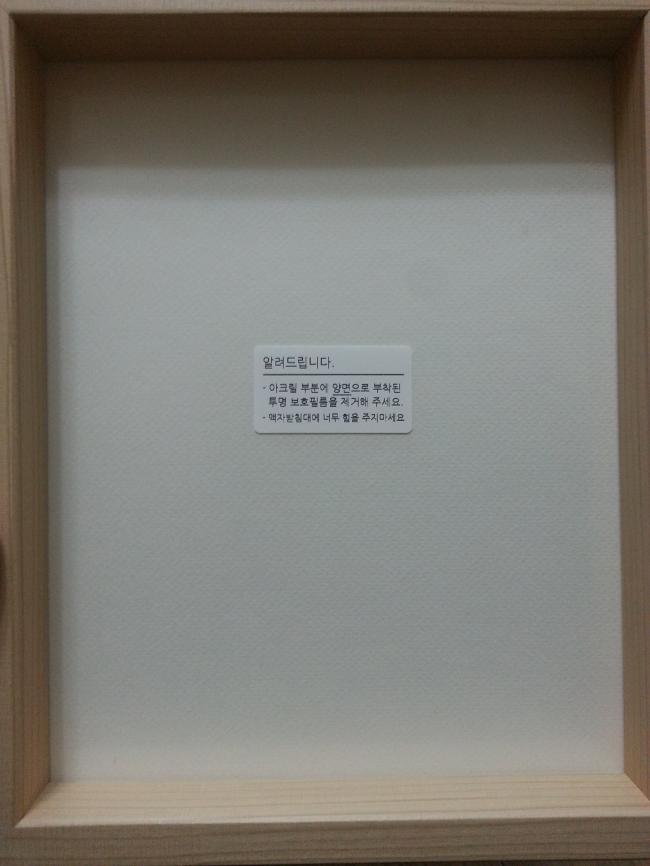 알려드립니다.
- 아크릴 부분에 양면으로 부착된
투명 보호필름을 제거해 주세요.
- 액자받침대에 너무 힘을 주지마세요